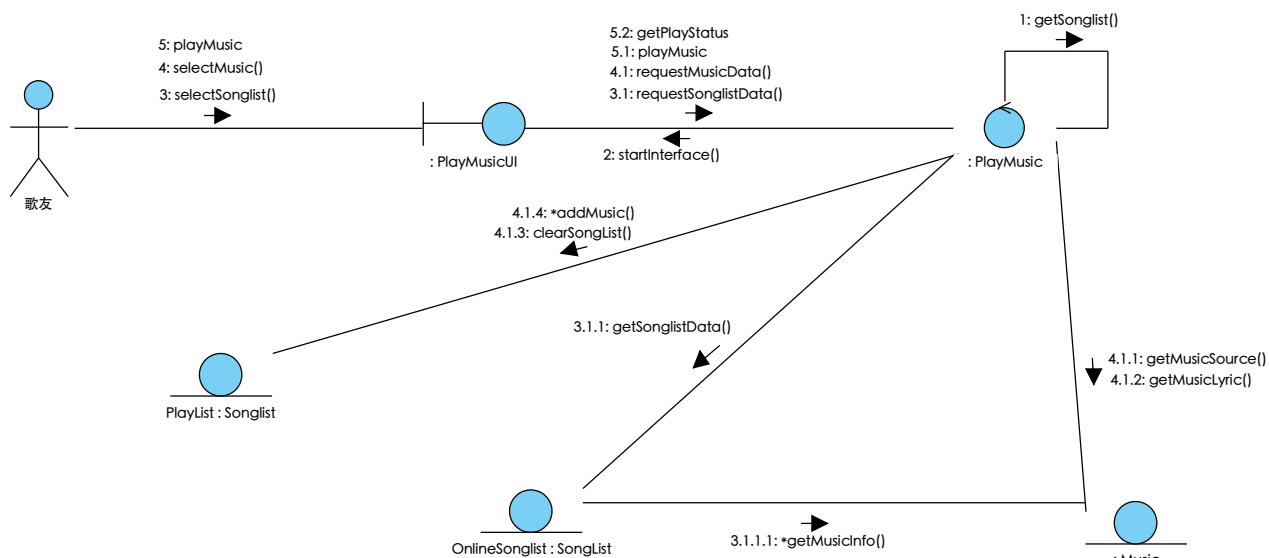 1: getSonglist()
5: playMusic
4: selectMusic()
3: selectSonglist()
5.2: getPlayStatus
5.1: playMusic
4.1: requestMusicData()
3.1: requestSonglistData()
2: startInterface()
: PlayMusicUI
: PlayMusic
歌友
4.1.4: *addMusic()
4.1.3: clearSongList()
3.1.1: getSonglistData()
4.1.1: getMusicSource()
4.1.2: getMusicLyric()
PlayList : Songlist
3.1.1.1: *getMusicInfo()
OnlineSonglist : SongList
: Music